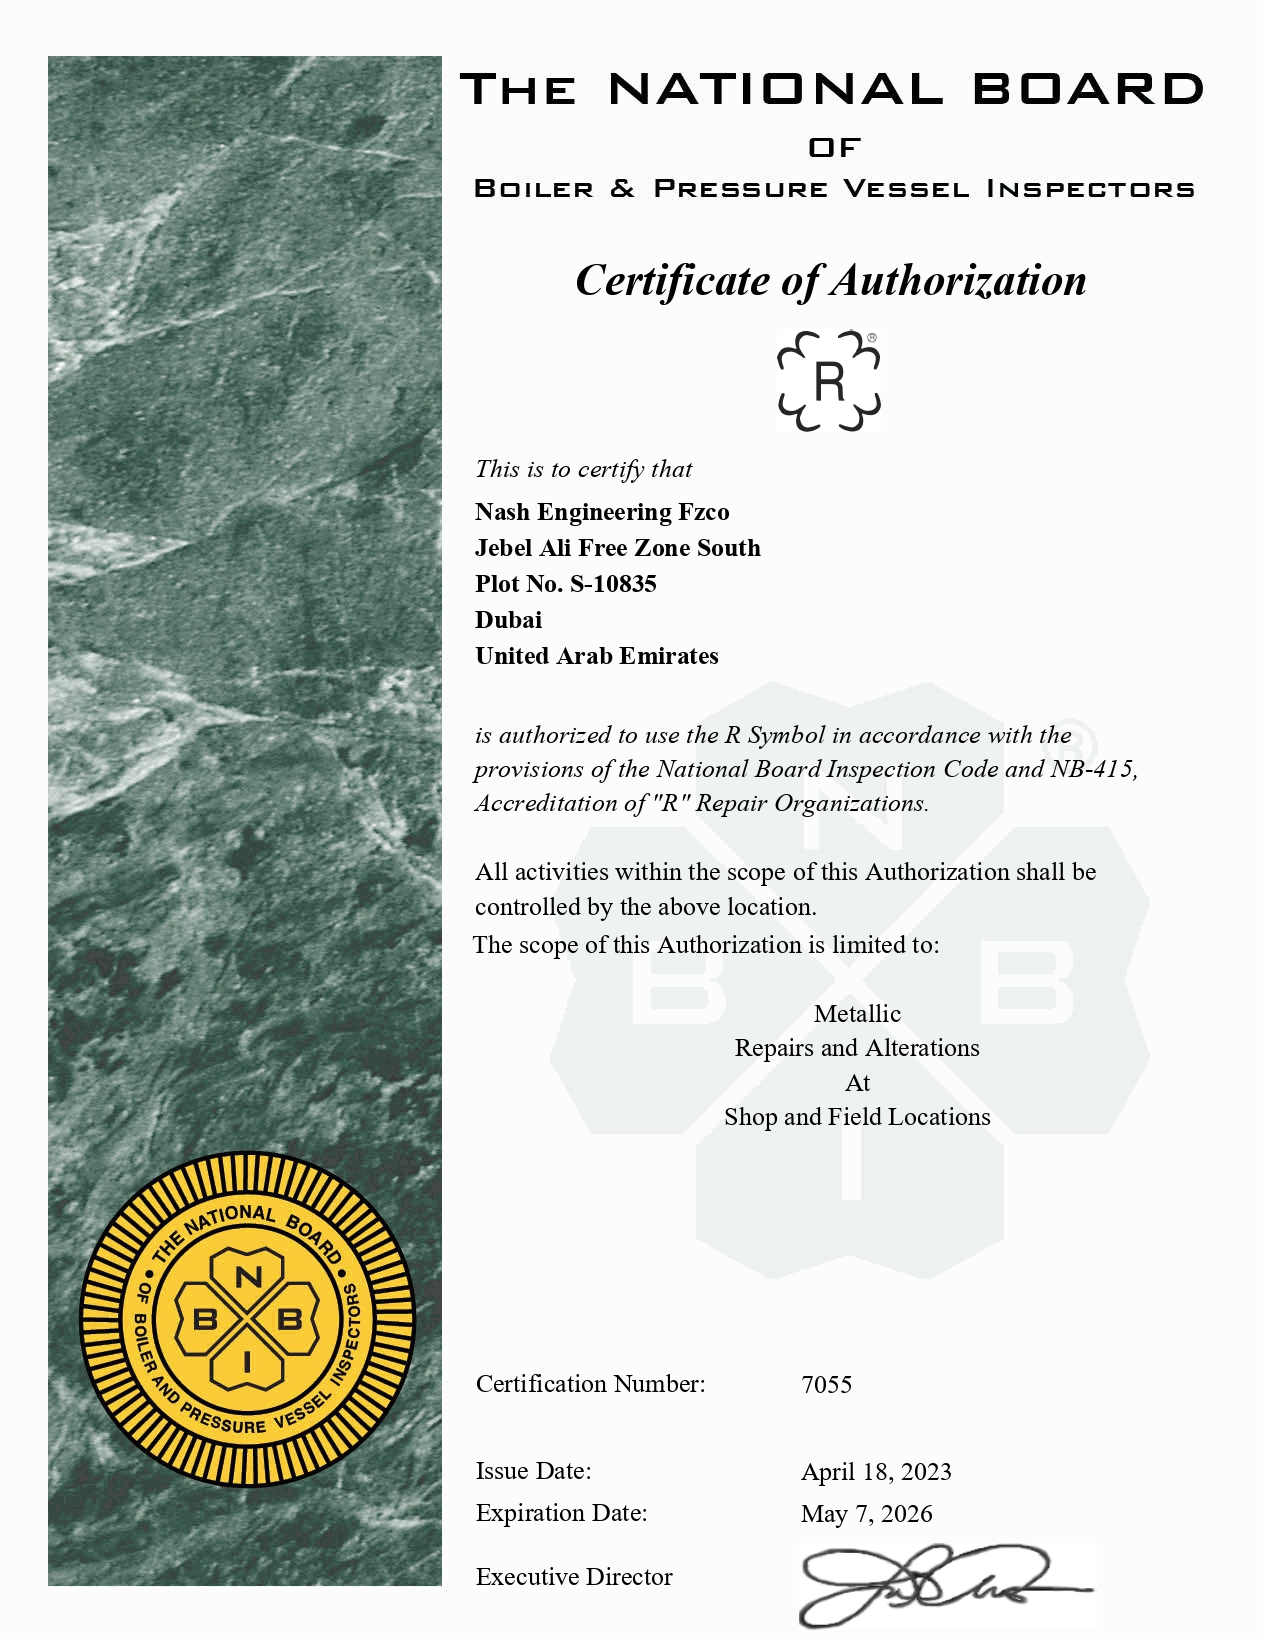 THE NATIONAL BOARD
OF
BOILER & PRESSURE VESSEL INSPECTORS
Certificate of Authorization
R®
This is to certify that
Nash Engineering Fzco
Jebel Ali Free Zone South
Plot No. S-10835
Dubai
United Arab Emirates
is authorized to use the R Symbol in accordance with the
provisions of the National Board Inspection Code and NB-415,
Accreditation of "R" Repair Organizations.
All activities within the scope of this Authorization shall be
controlled by the above location.
The scope of this Authorization is limited to:
Metallic
Repairs and Alterations
At
Shop and Field Locations
N
B B
I
®
THE NATIONAL BOARD
OF BOILER AND PRESSURE VESSEL INSPECTORS
N
B B
I
Certification Number: 7055
Issue Date: April 18, 2023
Expiration Date: May 7, 2026
Executive Director